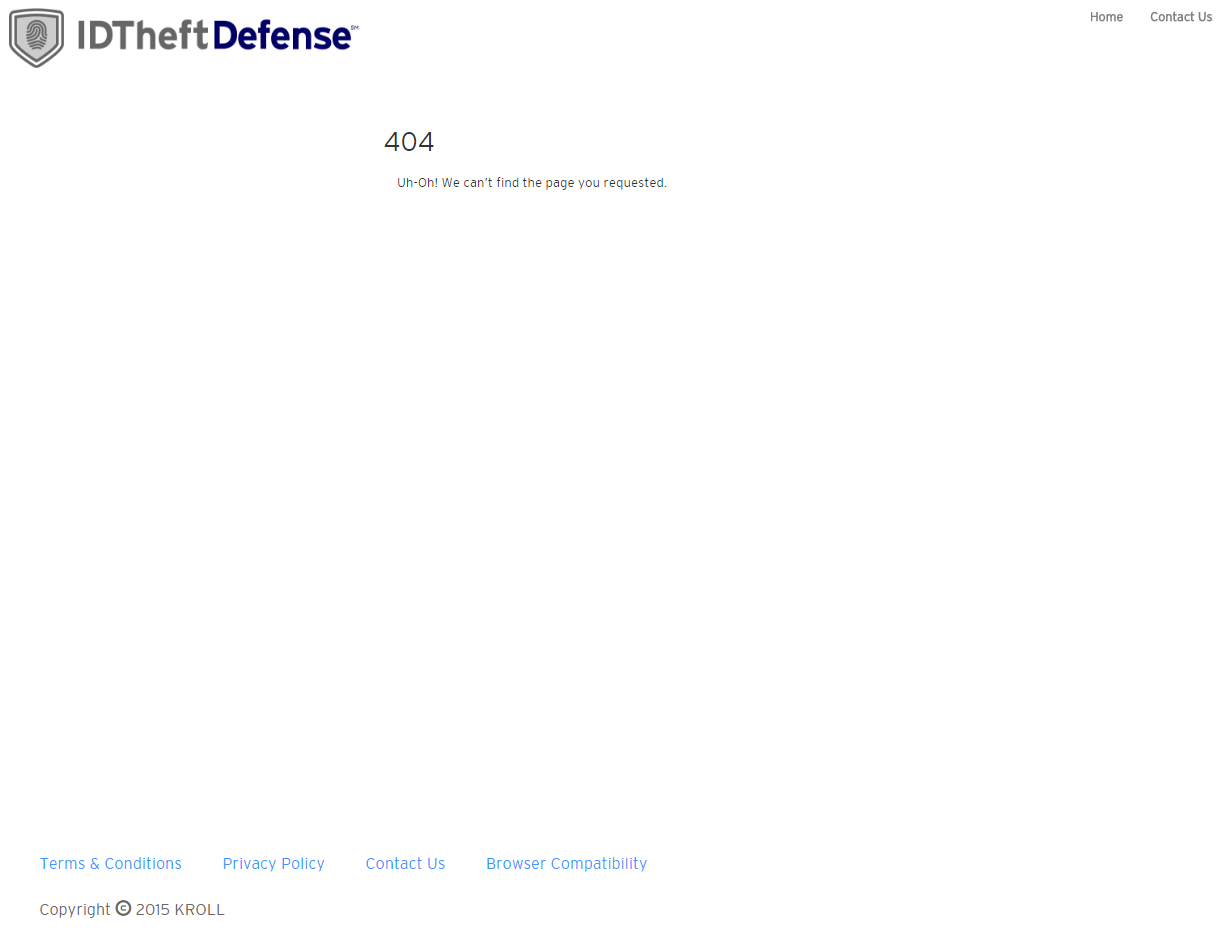 IDTheftDefense℠
Home Contact Us
404
Uh-Oh! We can't find the page you requested.
Terms & Conditions Privacy Policy Contact Us Browser Compatibility
Copyright © 2015 KROLL